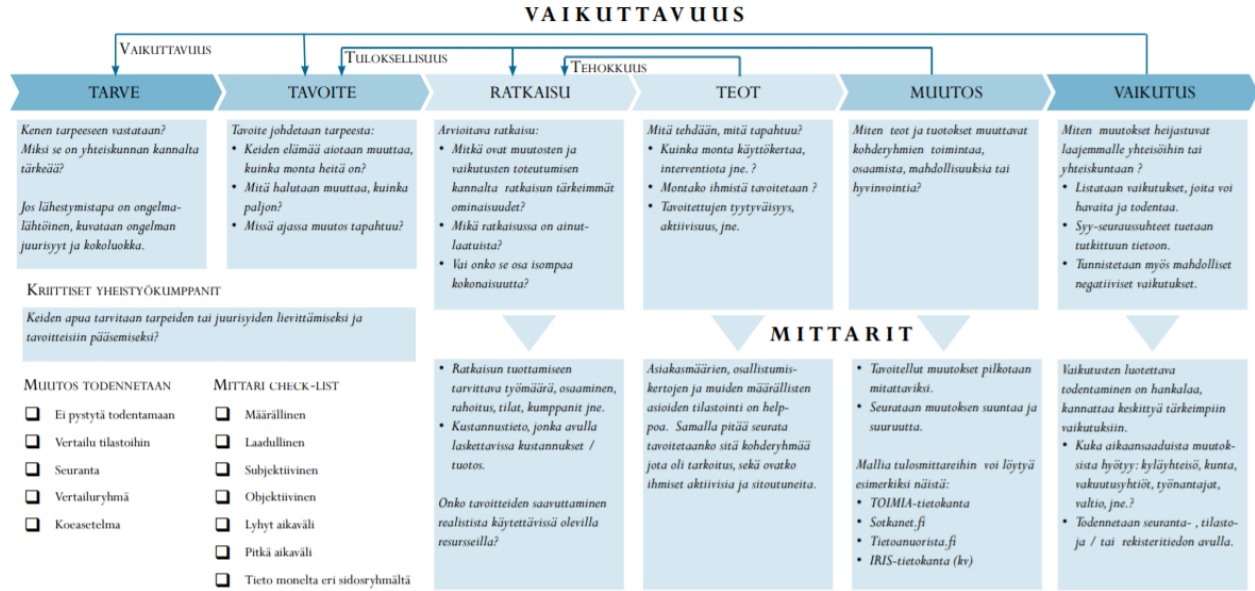 VAIKUTTAVUUS
VAIKUTTAVUUS
TULOKSELLISUUS
TEHOKKUUS
TARVE
TAVOITE
RATKAISU
TEOT
MUUTOS
VAIKUTUS
Kenen tarpeeseen vastataan?
Miksi se on yhteiskunnan kannalta
tärkeää?
Jos lähestymistapa on ongelma-
lähtöinen, kuvataan ongelman
juurisyyt ja kokoluokka.
Tavoite johdetaan tarpeesta:
• Keiden elämää aiotaan muuttaa,
kuinka monta heitä on?
• Mitä halutaan muuttaa, kuinka
paljon?
• Missä ajassa muutos tapahtuu?
Arvioitava ratkaisu:
• Mitkä ovat muutosten ja
vaikutusten toteutumisen
kannalta ratkaisun tärkeimmät
ominaisuudet?
• Mikä ratkaisussa on ainut-
laatuista?
• Vai onko se osa isompaa
kokonaisuutta?
Mitä tehdään, mitä tapahtuu?
• Kuinka monta käyttökertaa,
interventiota jne. ?
• Montako ihmistä tavoitetaan ?
• Tavoitettujen tyytyväisyys,
aktiivisuus, jne.
Miten teot ja tuotokset muuttavat
kohderyhmien toimintaa,
osaamista, mahdollisuuksia tai
hyvinvointia?
Miten muutokset heijastuvat
laajemmalle yhteisöihin tai
yhteiskuntaan ?
• Listataan vaikutukset, joita voi
havaita ja todentaa.
• Syy-seuraussuhteet tuetaan
tutkittuun tietoon.
• Tunnistetaan myös mahdolliset
negatiiviset vaikutukset.
KRIITTISET YHEISTYÖKUMPPANIT
Keiden apua tarvitaan tarpeiden tai juurisyiden lievittämiseksi ja
tavoitteisiin pääsemiseksi?
MUUTOS TODENNETAAN
Ei pystytä todentamaan
Vertailu tilastoihin
Seuranta
Vertailuryhmä
Koeasetelma
MITTARI CHECK-LIST
Määrällinen
Laadullinen
Subjektiivinen
Objektiivinen
Lyhyt aikaväli
Pitkä aikaväli
Tieto monelta eri sidosryhmältä
MITTARIT
• Ratkaisun tuottamiseen
tarvittava työmäärä, osaaminen,
rahoitus, tilat, kumppanit jne.
• Kustannustieto, jonka avulla
laskettavissa kustannukset /
tuotos.
Onko tavoitteiden saavuttaminen
realistista käytettävissä olevilla
resursseilla?
Asiakasmäärien, osallistumis-
kertojen ja muiden määrällisten
asioiden tilastointi on help-
poa. Samalla pitää seurata
tavoitetaanko sitä kohderyhmää
jota oli tarkoitus, sekä ovatko
ihmiset aktiivisia ja sitoutuneita.
• Tavoitellut muutokset pilkotaan
mitattaviksi.
• Seurataan muutoksen suuntaa ja
suuruutta.
Mallia tulosmittareihin voi löytyä
esimerkiksi näistä:
• TOIMIA-tietokanta
• Sotkanet.fi
• Tietoanuorista.fi
• IRIS-tietokanta (kv)
Vaikutusten luotettava
todentaminen on hankalaa,
kannattaa keskittyä tärkeimpiin
vaikutuksiin.
• Kuka aikaansaaduista muutok-
sista hyötyy: kyläyhteisö, kunta,
vakuutusyhtiöt, työnantajat,
valtio, jne.?
• Todennetaan seuranta- , tilasto-
ja / tai rekisteritiedon avulla.